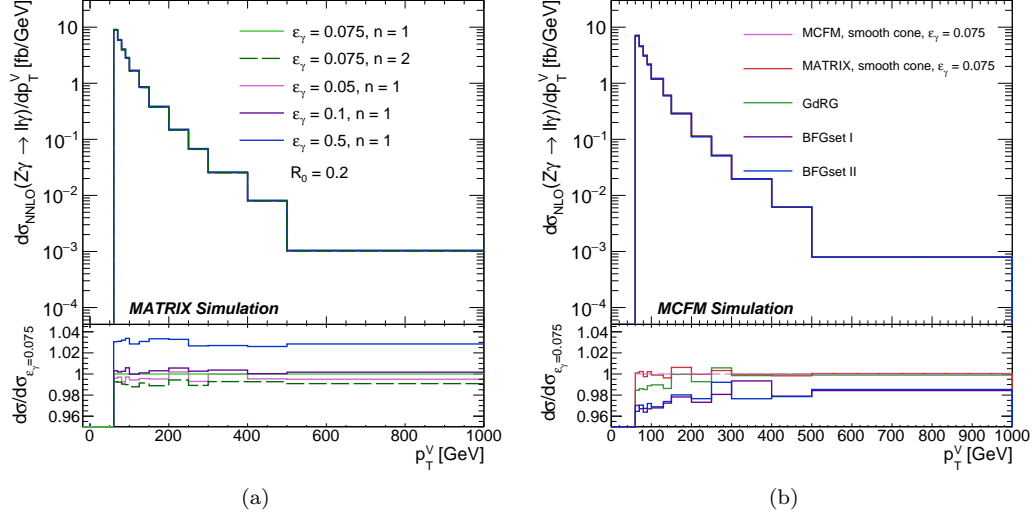 dσ_NNLO(Zγ → llγ)/dp_T^V [fb/GeV]
10
1
10^−1
10^−2
10^−3
10^−4
ε_γ = 0.075, n = 1
ε_γ = 0.075, n = 2
ε_γ = 0.05, n = 1
ε_γ = 0.1, n = 1
ε_γ = 0.5, n = 1
R_0 = 0.2
MATRIX Simulation
dσ/dσ_ε_γ=0.075
1.04
1.02
1
0.98
0.96
0 200 400 600 800 1000
p_T^V [GeV]
(a)
dσ_NLO(Zγ → llγ)/dp_T^V [fb/GeV]
10
1
10^−1
10^−2
10^−3
10^−4
MCFM, smooth cone, ε_γ = 0.075
MATRIX, smooth cone, ε_γ = 0.075
GdRG
BFGset I
BFGset II
MCFM Simulation
dσ/dσ_ε_γ=0.075
1.04
1.02
1
0.98
0.96
0 100 200 300 400 500 600 700 800 900 1000
p_T^V [GeV]
(b)